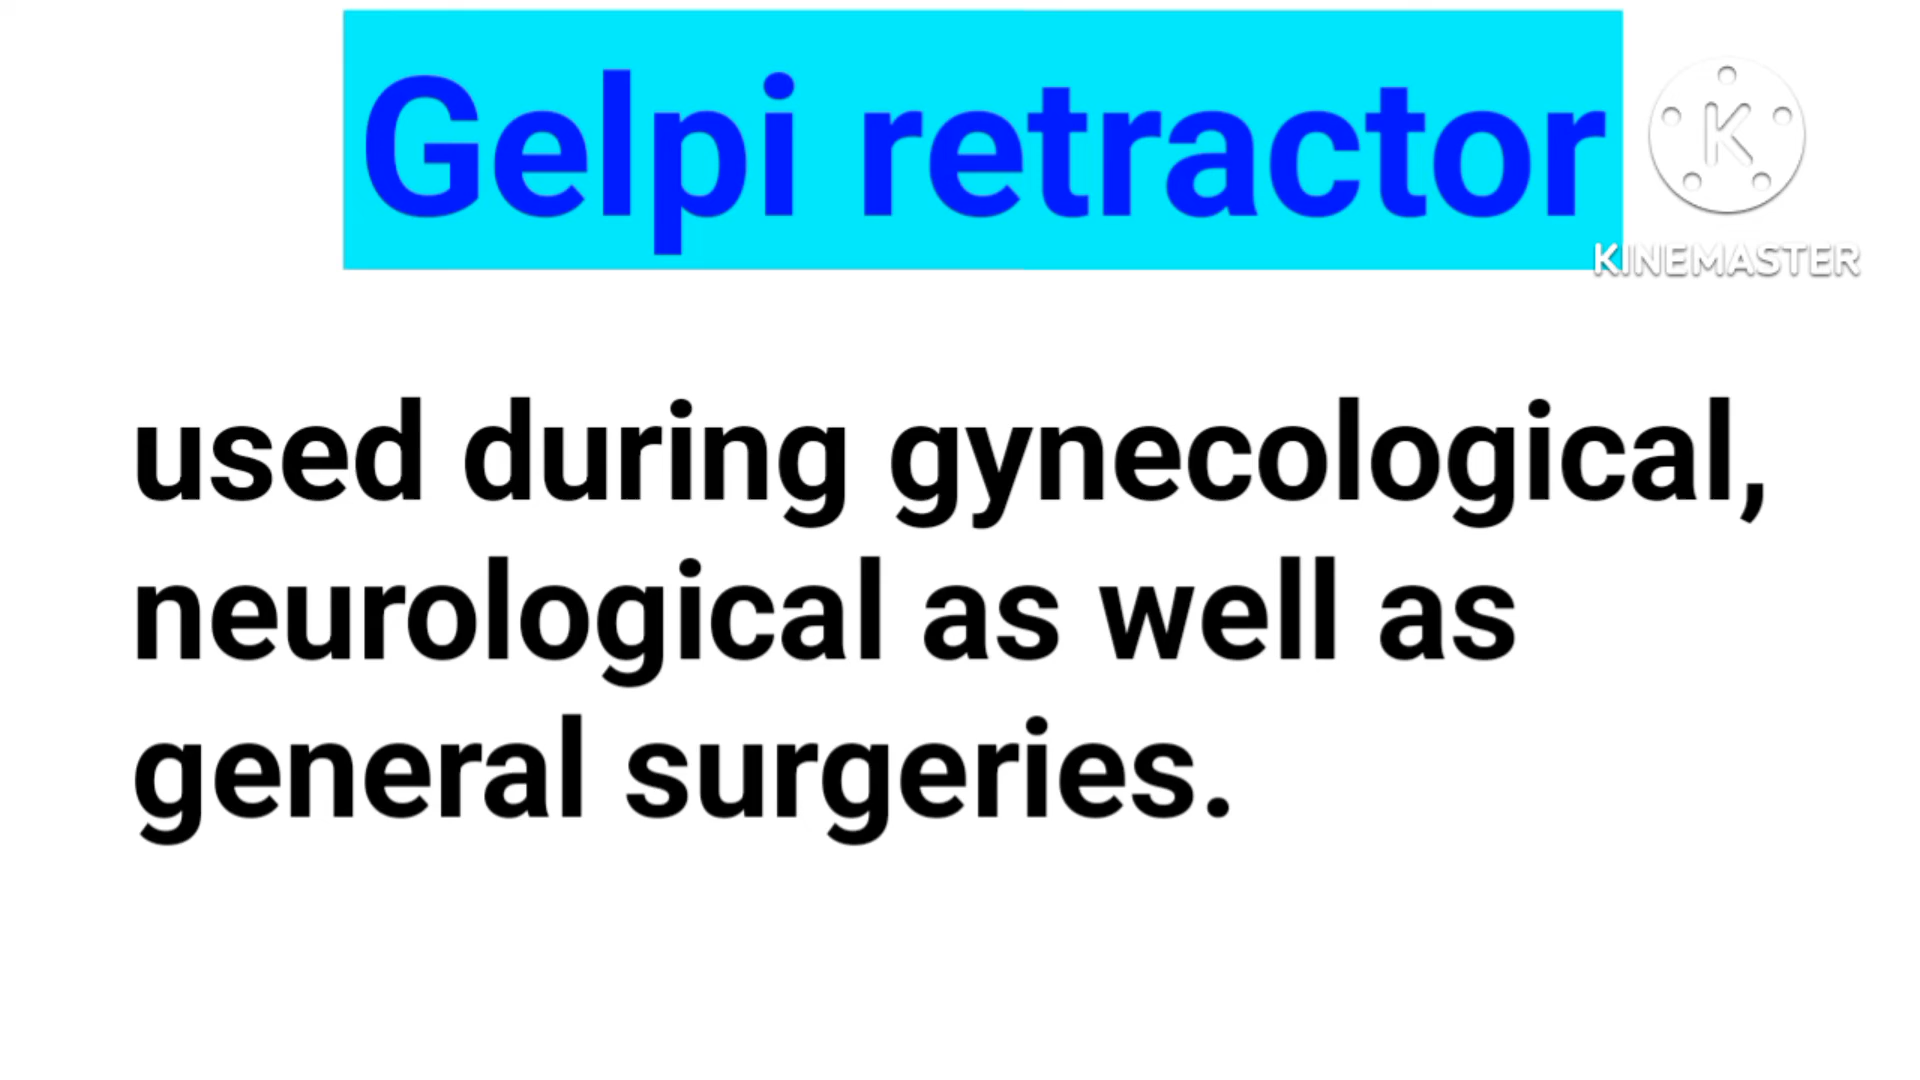 Gelpi retractor
K
KINEMASTER
used during gynecological,
neurological as well as
general surgeries.